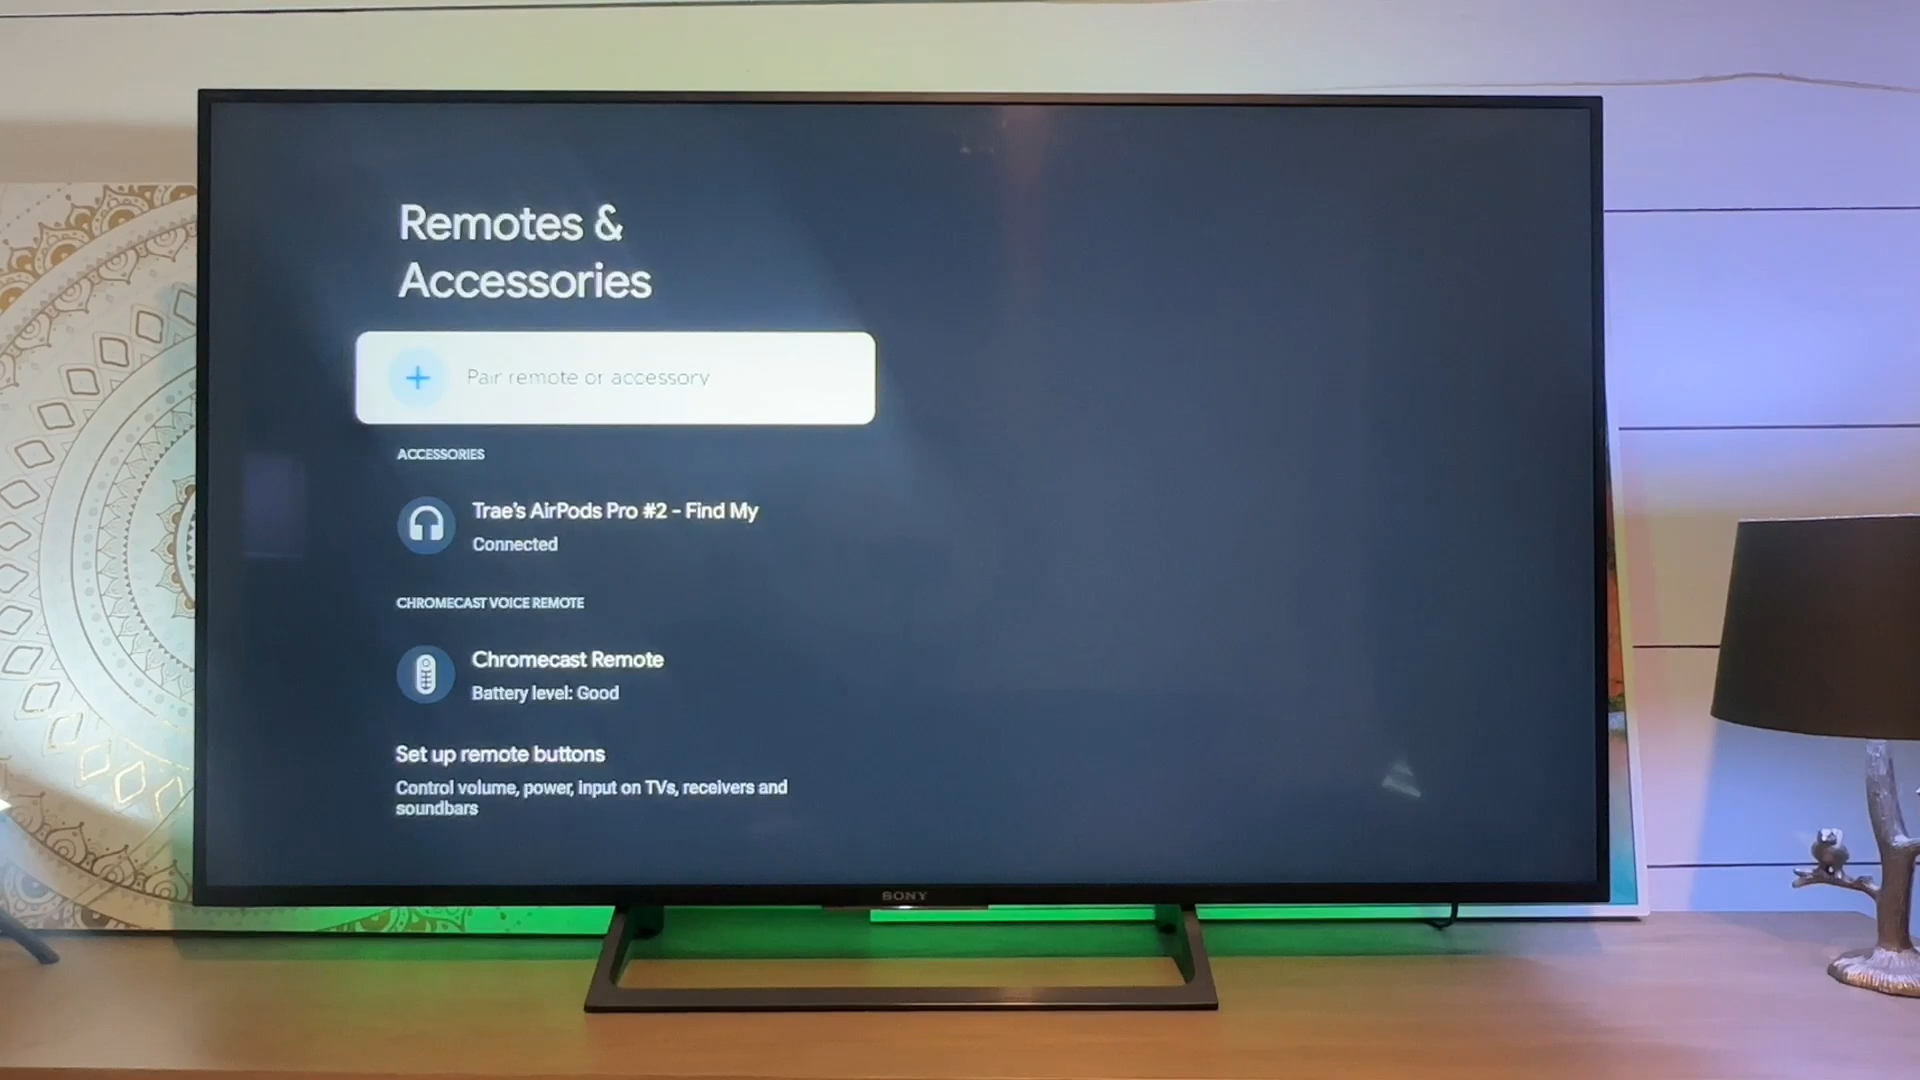 Remotes &
Accessories
Pair remote or accessory
ACCESSORIES
Trae's AirPods Pro #2 - Find My
Connected
CHROMECAST VOICE REMOTE
Chromecast Remote
Battery level: Good
Set up remote buttons
Control volume, power, input on TVs, receivers and
soundbars
SONY